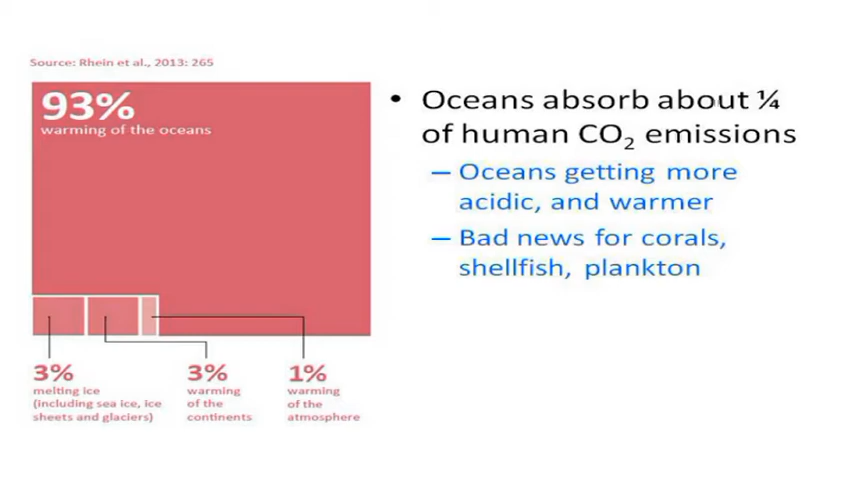 Source: Rhein et al., 2013: 265
93%
warming of the oceans
3%
melting ice
(including sea ice, ice
sheets and glaciers)
3%
warming
of the
continents
1%
warming
of the
atmosphere
• Oceans absorb about ¼
of human CO₂ emissions
– Oceans getting more
acidic, and warmer
– Bad news for corals,
shellfish, plankton